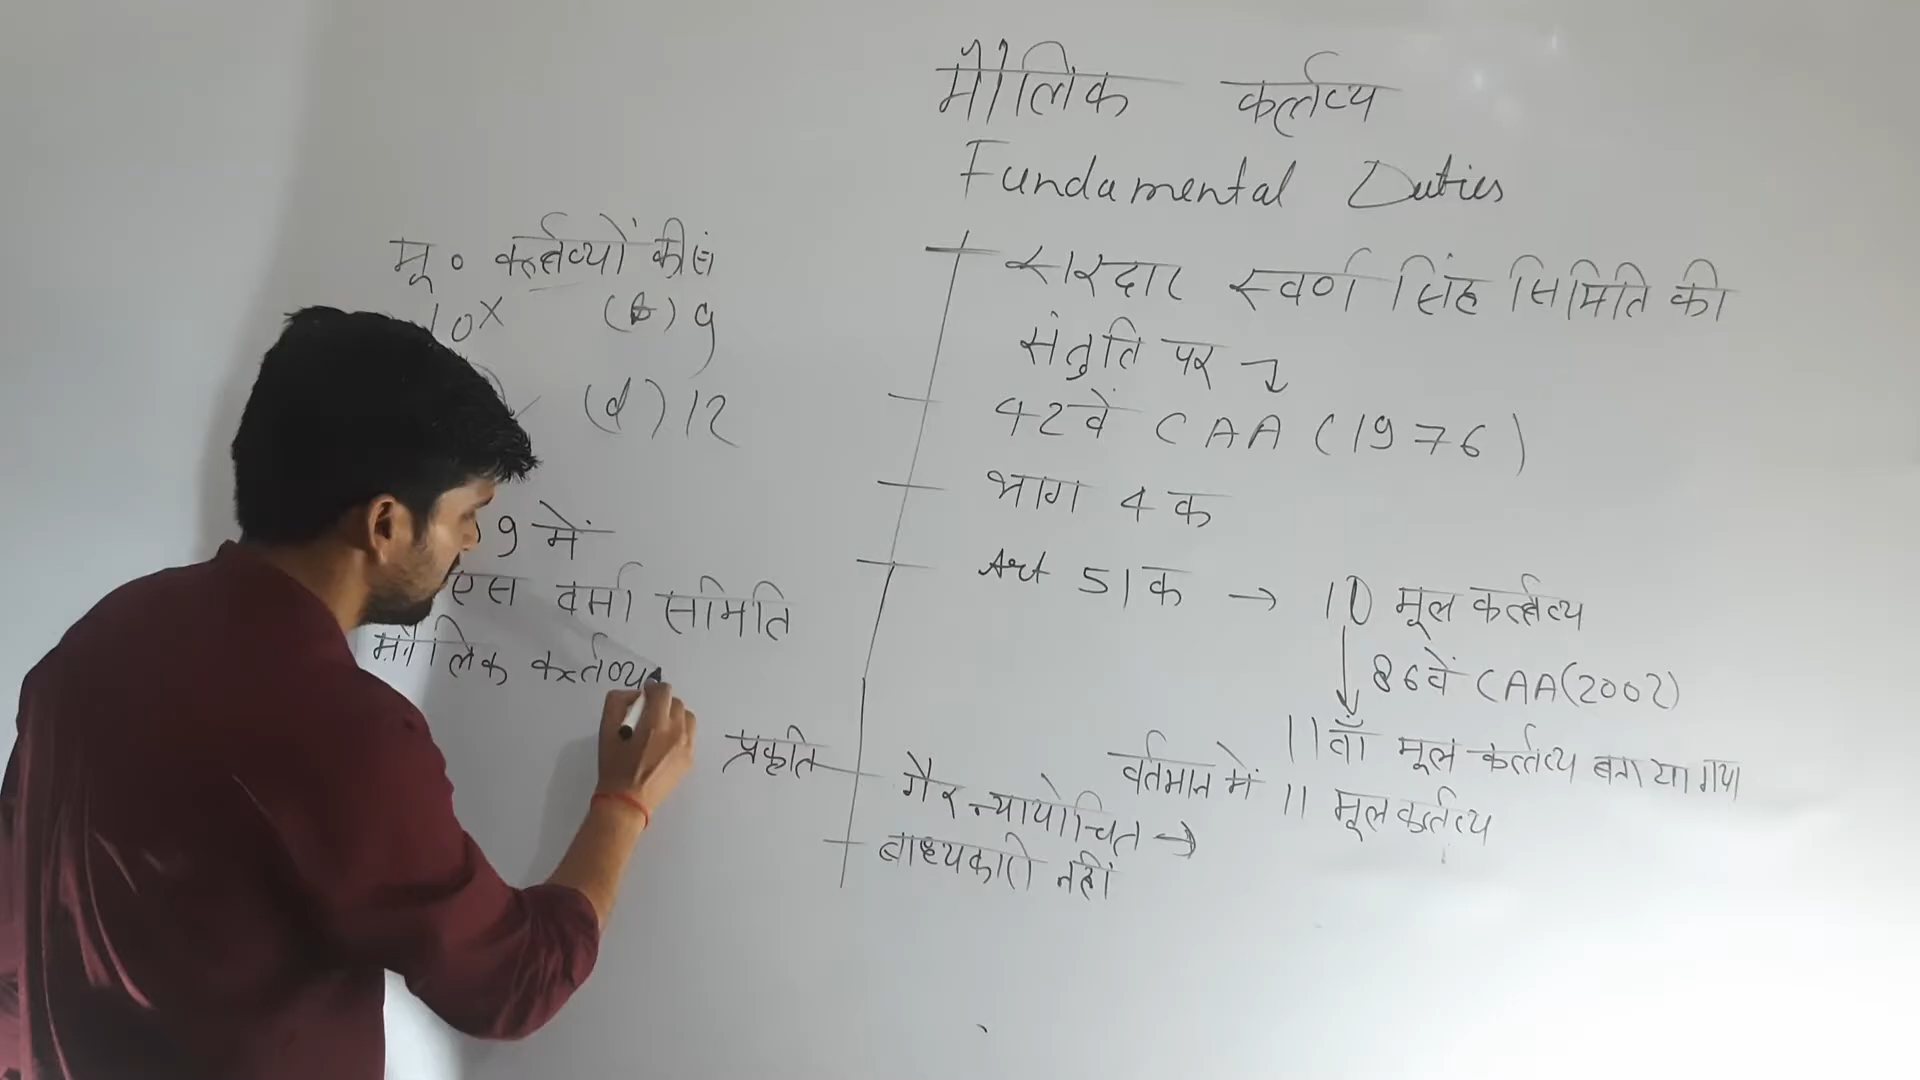 मौलिक कर्त्तव्य
Fundamental Duties
मू॰ कर्त्तव्यों की सं
10 X (b) 9
(d) 12
9 में
एस वर्मा समिति
मौलिक कर्तव्य
सरदार स्वर्ण सिंह समिति की
संतुति पर
42वें CAA (1976)
भाग 4 क
Art 51 क → 10 मूल कर्त्तव्य
86वें CAA (2002)
11वाँ मूल कर्त्तव्य बनाया गया
वर्तमान में 11 मूल कर्त्तव्य
प्रकृति
गैर न्यायोचित →
बाध्यकारी नहीं